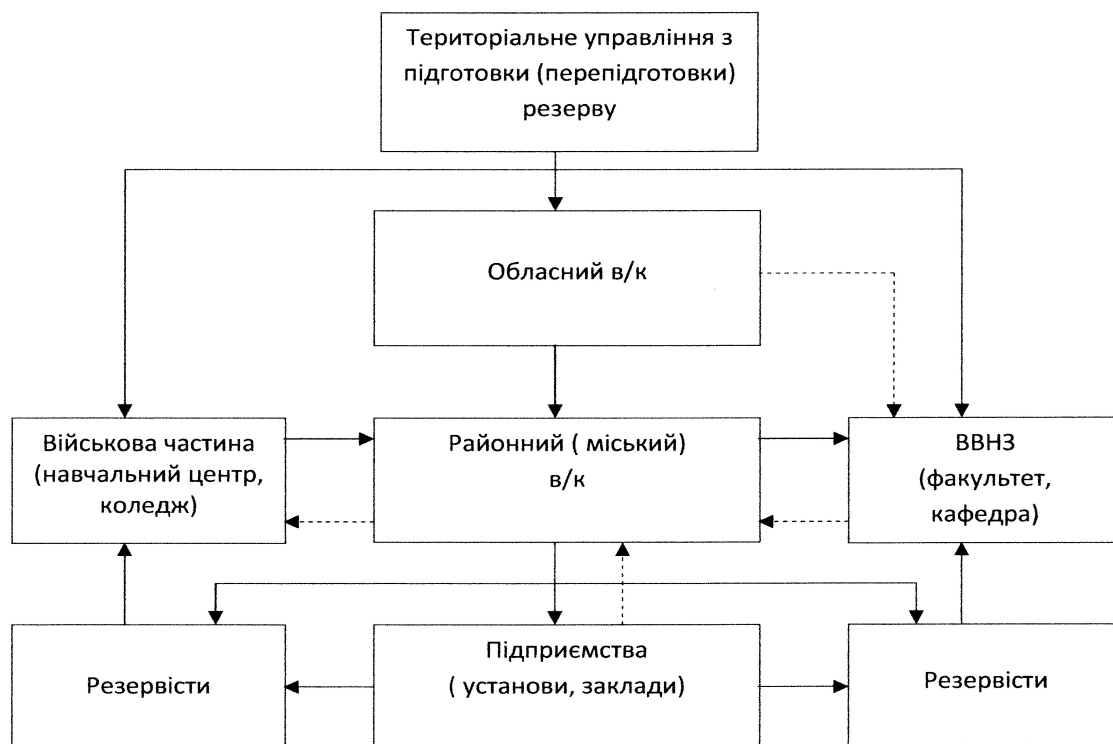 Територіальне управління з
підготовки (перепідготовки)
резерву
Обласний в/к
Військова частина
(навчальний центр,
коледж)
Районний ( міський)
в/к
ВВНЗ
(факультет,
кафедра)
Резервісти
Підприємства
( установи, заклади)
Резервісти